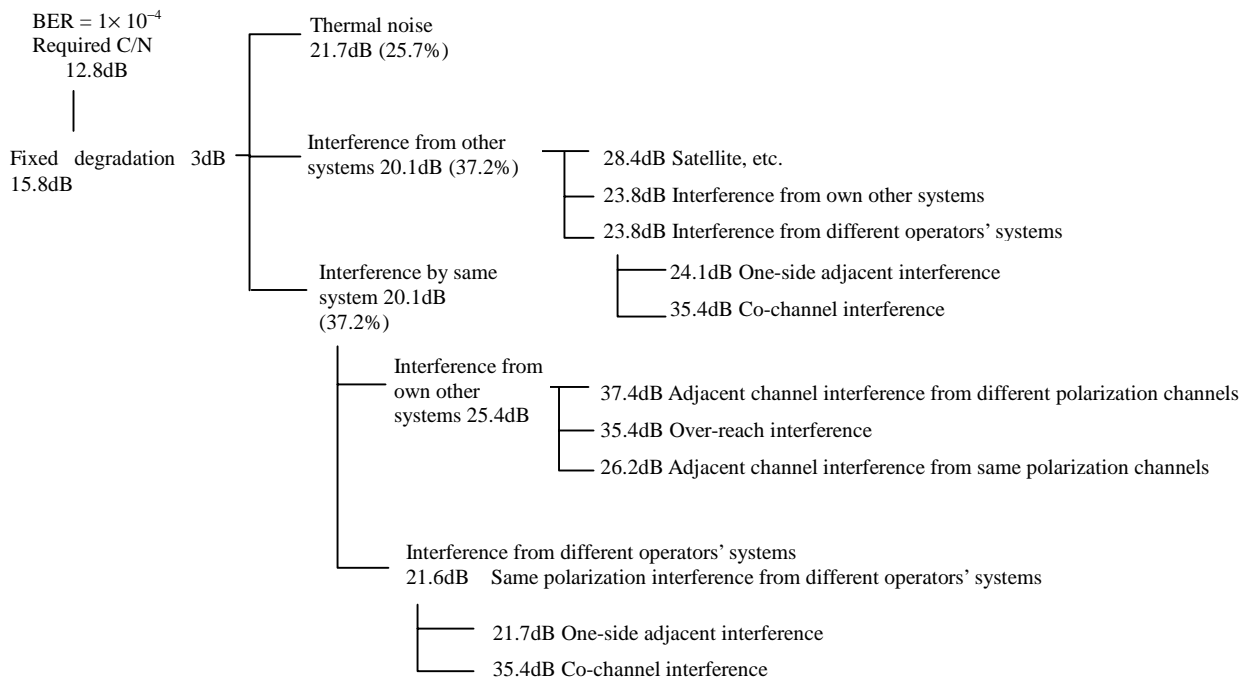 BER = 1× 10⁻⁴
Required C/N
12.8dB
Fixed degradation 3dB
15.8dB
Thermal noise
21.7dB (25.7%)
Interference from other
systems 20.1dB (37.2%)
28.4dB Satellite, etc.
23.8dB Interference from own other systems
23.8dB Interference from different operators’ systems
24.1dB One-side adjacent interference
35.4dB Co-channel interference
Interference by same
system 20.1dB
(37.2%)
Interference from
own other
systems 25.4dB
37.4dB Adjacent channel interference from different polarization channels
35.4dB Over-reach interference
26.2dB Adjacent channel interference from same polarization channels
Interference from different operators’ systems
21.6dB Same polarization interference from different operators’ systems
21.7dB One-side adjacent interference
35.4dB Co-channel interference